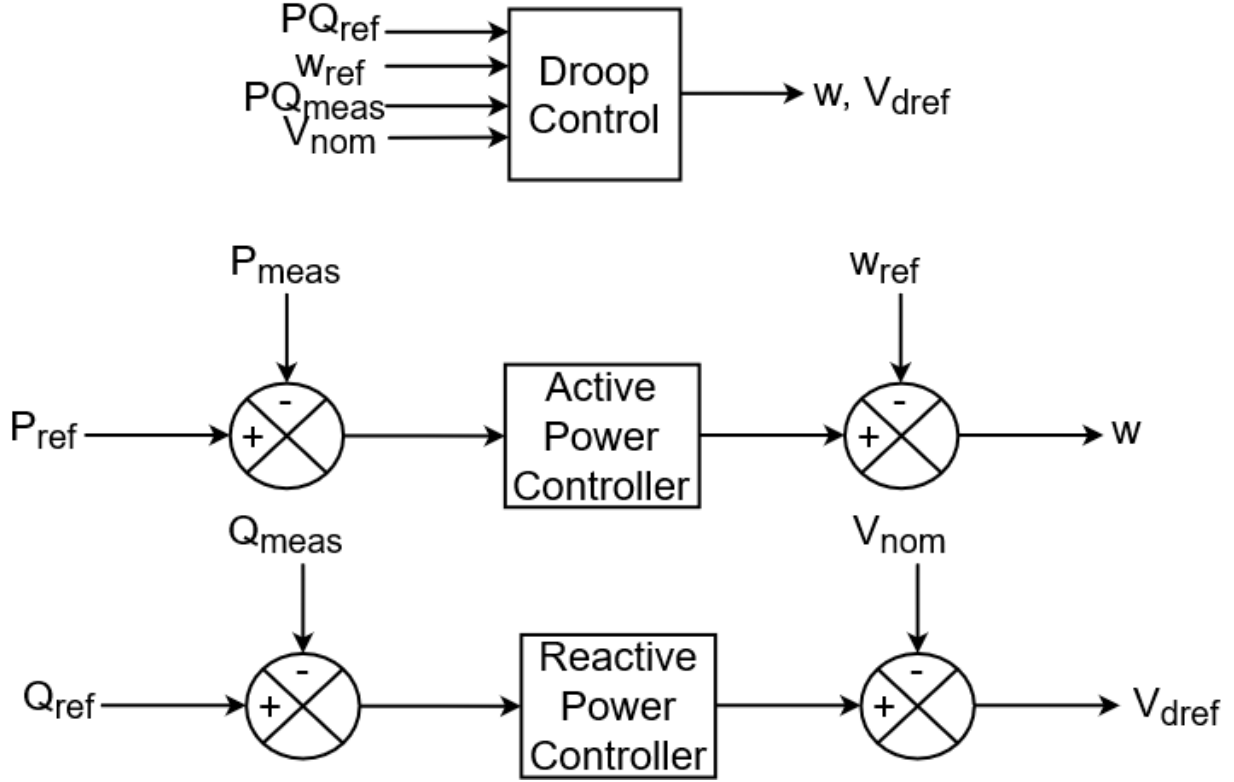 PQref
wref
PQmeas
Vnom
Droop
Control
w, Vdref
Pmeas
wref
Pref
+
-
Active
Power
Controller
+
-
w
Qmeas
Vnom
Qref
+
-
Reactive
Power
Controller
+
-
Vdref